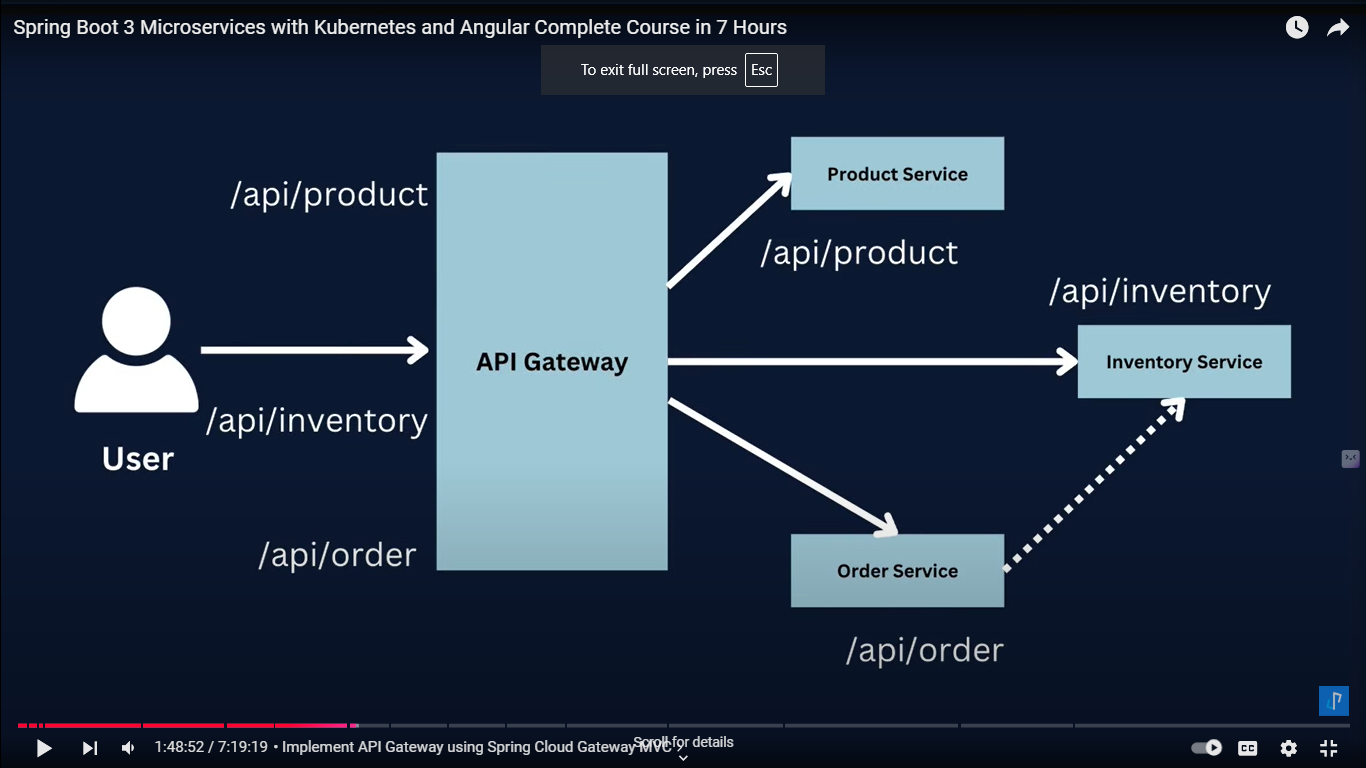 Spring Boot 3 Microservices with Kubernetes and Angular Complete Course in 7 Hours
To exit full screen, press Esc
/api/product
Product Service
/api/product
/api/inventory
API Gateway
Inventory Service
/api/inventory
User
/api/order
Order Service
/api/order
1:48:52 / 7:19:19 • Implement API Gateway using Spring Cloud Gateway MVC
Scroll for details
CC